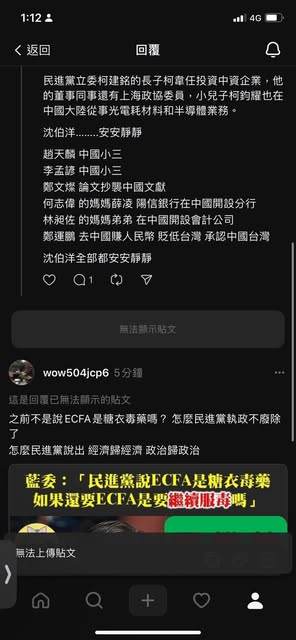 1:12
4G
返回
回覆
民進黨立委柯建銘的長子柯韋任投資中資企業，他
的董事同事還有上海政協委員，小兒子柯鈞耀也在
中國大陸從事光電耗材和半導體業務。
沈伯洋........安安靜靜
趙天麟 中國小三
李孟諺 中國小三
鄭文燦 論文抄襲中國文獻
何志偉 的媽媽薛凌 陽信銀行在中國開設分行
林昶佐 的媽媽弟弟 在中國開設會計公司
鄭運鵬 去中國賺人民幣 貶低台灣 承認中國台灣
沈伯洋全部都安安靜靜
1
無法顯示貼文
wow504jcp6 5分鐘
這是回覆已無法顯示的貼文
之前不是說ECFA是糖衣毒藥嗎？ 怎麼民進黨執政不廢除
了
怎麼民進黨說出 經濟歸經濟 政治歸政治
藍委：「民進黨說ECFA是糖衣毒藥
如果還要ECFA是要繼續服毒嗎」
無法上傳貼文